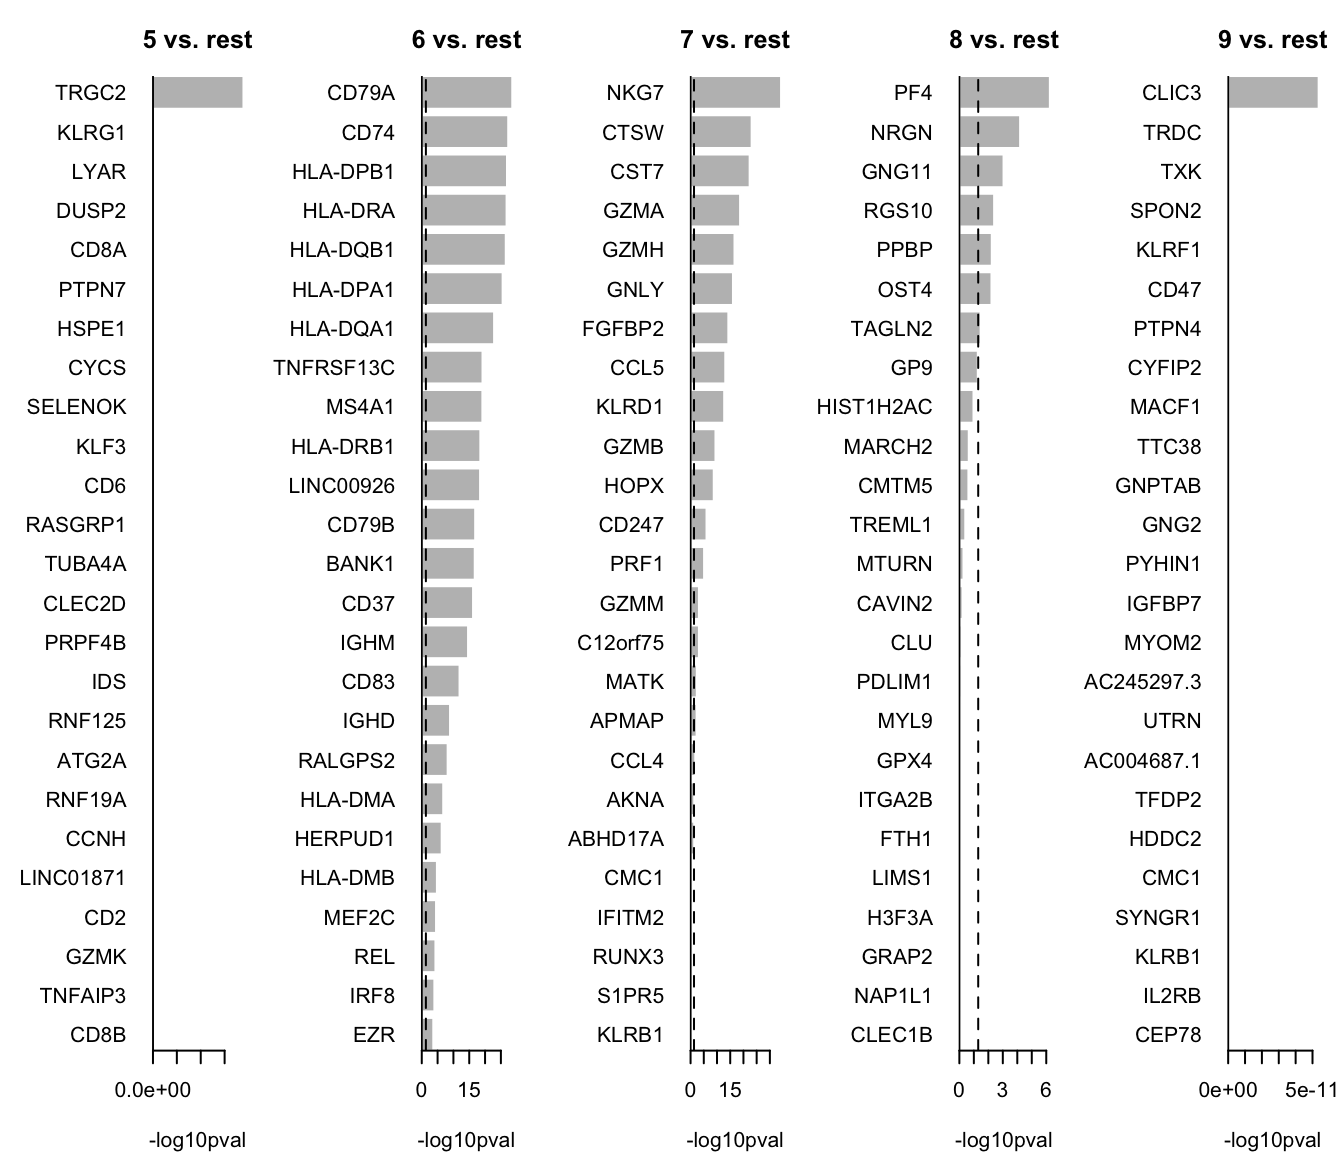 5 vs. rest
TRGC2
KLRG1
LYAR
DUSP2
CD8A
PTPN7
HSPE1
CYCS
SELENOK
KLF3
CD6
RASGRP1
TUBA4A
CLEC2D
PRPF4B
IDS
RNF125
ATG2A
RNF19A
CCNH
LINC01871
CD2
GZMK
TNFAIP3
CD8B
0.0e+00
-log10pval
6 vs. rest
CD79A
CD74
HLA-DPB1
HLA-DRA
HLA-DQB1
HLA-DPA1
HLA-DQA1
TNFRSF13C
MS4A1
HLA-DRB1
LINC00926
CD79B
BANK1
CD37
IGHM
CD83
IGHD
RALGPS2
HLA-DMA
HERPUD1
HLA-DMB
MEF2C
REL
IRF8
EZR
0 15
-log10pval
7 vs. rest
NKG7
CTSW
CST7
GZMA
GZMH
GNLY
FGFBP2
CCL5
KLRD1
GZMB
HOPX
CD247
PRF1
GZMM
C12orf75
MATK
APMAP
CCL4
AKNA
ABHD17A
CMC1
IFITM2
RUNX3
S1PR5
KLRB1
0 15
-log10pval
8 vs. rest
PF4
NRGN
GNG11
RGS10
PPBP
OST4
TAGLN2
GP9
HIST1H2AC
MARCH2
CMTM5
TREML1
MTURN
CAVIN2
CLU
PDLIM1
MYL9
GPX4
ITGA2B
FTH1
LIMS1
H3F3A
GRAP2
NAP1L1
CLEC1B
0 3 6
-log10pval
9 vs. rest
CLIC3
TRDC
TXK
SPON2
KLRF1
CD47
PTPN4
CYFIP2
MACF1
TTC38
GNPTAB
GNG2
PYHIN1
IGFBP7
MYOM2
AC245297.3
UTRN
AC004687.1
TFDP2
HDDC2
CMC1
SYNGR1
KLRB1
IL2RB
CEP78
0e+00 5e-11
-log10pval